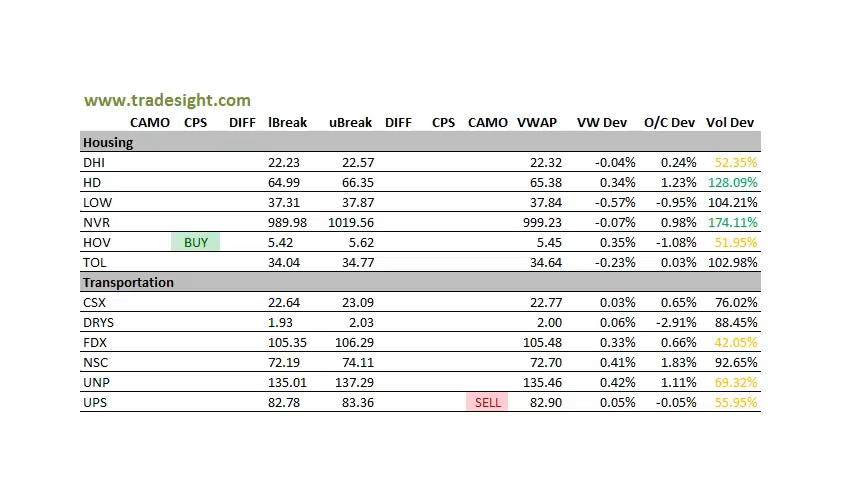 www.tradesight.com
CAMO CPS DIFF lBreak uBreak DIFF CPS CAMO VWAP VW Dev O/C Dev Vol Dev
Housing
DHI 22.23 22.57 22.32 -0.04% 0.24% 52.35%
HD 64.99 66.35 65.38 0.34% 1.23% 128.09%
LOW 37.31 37.87 37.84 -0.57% -0.95% 104.21%
NVR 989.98 1019.56 999.23 -0.07% 0.98% 174.11%
HOV BUY 5.42 5.62 5.45 0.35% -1.08% 51.95%
TOL 34.04 34.77 34.64 -0.23% 0.03% 102.98%
Transportation
CSX 22.64 23.09 22.77 0.03% 0.65% 76.02%
DRYS 1.93 2.03 2.00 0.06% -2.91% 88.45%
FDX 105.35 106.29 105.48 0.33% 0.66% 42.05%
NSC 72.19 74.11 72.70 0.41% 1.83% 92.65%
UNP 135.01 137.29 135.46 0.42% 1.11% 69.32%
UPS 82.78 83.36 SELL 82.90 0.05% -0.05% 55.95%